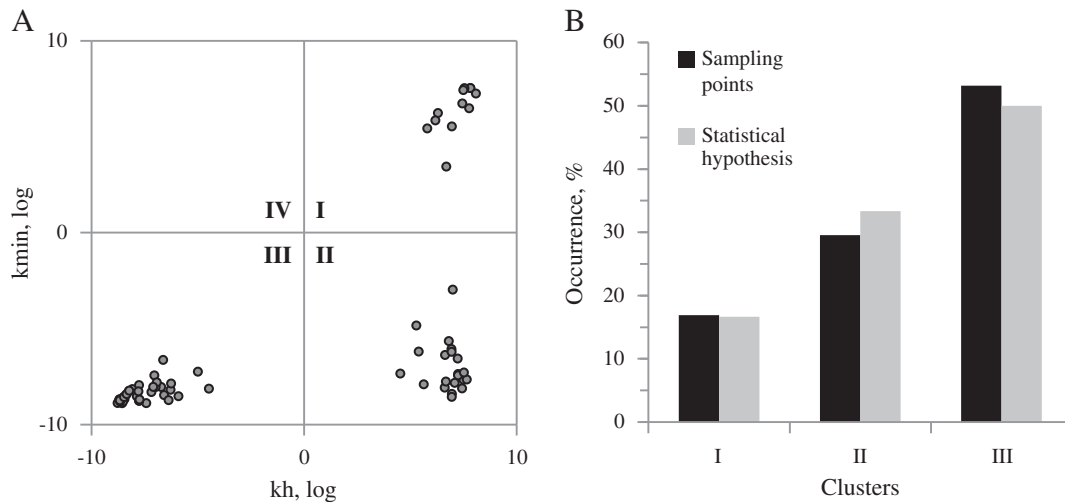 A
10
kmin, log
IV I
0
III II
-10
-10 0 10
kh, log
B
60
Sampling
points
50
Statistical
hypothesis
40
30
20
10
0
Occurrence, %
I II III
Clusters